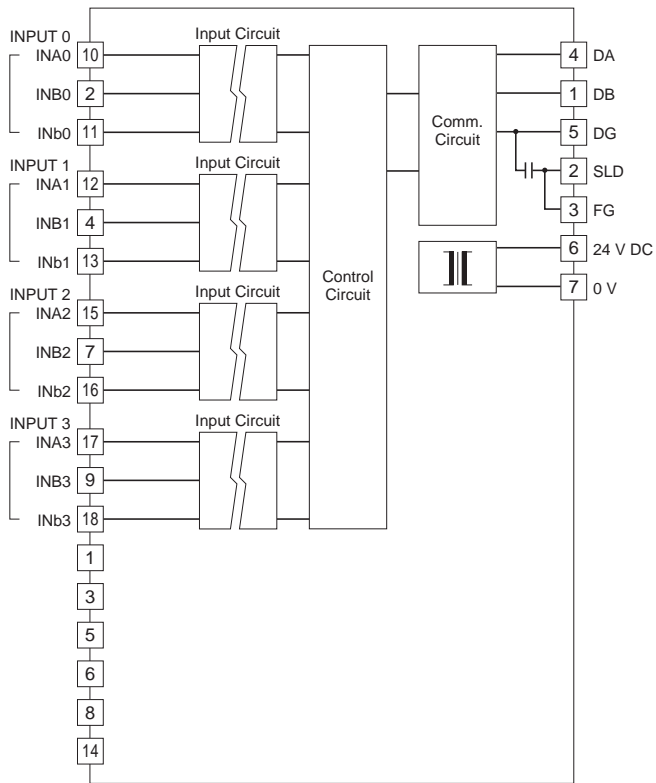 INPUT 0
INA0 10
INB0 2
INb0 11
Input Circuit
INPUT 1
INA1 12
INB1 4
INb1 13
Input Circuit
INPUT 2
INA2 15
INB2 7
INb2 16
Input Circuit
INPUT 3
INA3 17
INB3 9
INb3 18
Input Circuit
1
3
5
6
8
14
Control
Circuit
Comm.
Circuit
4 DA
1 DB
5 DG
2 SLD
3 FG
6 24 V DC
7 0 V